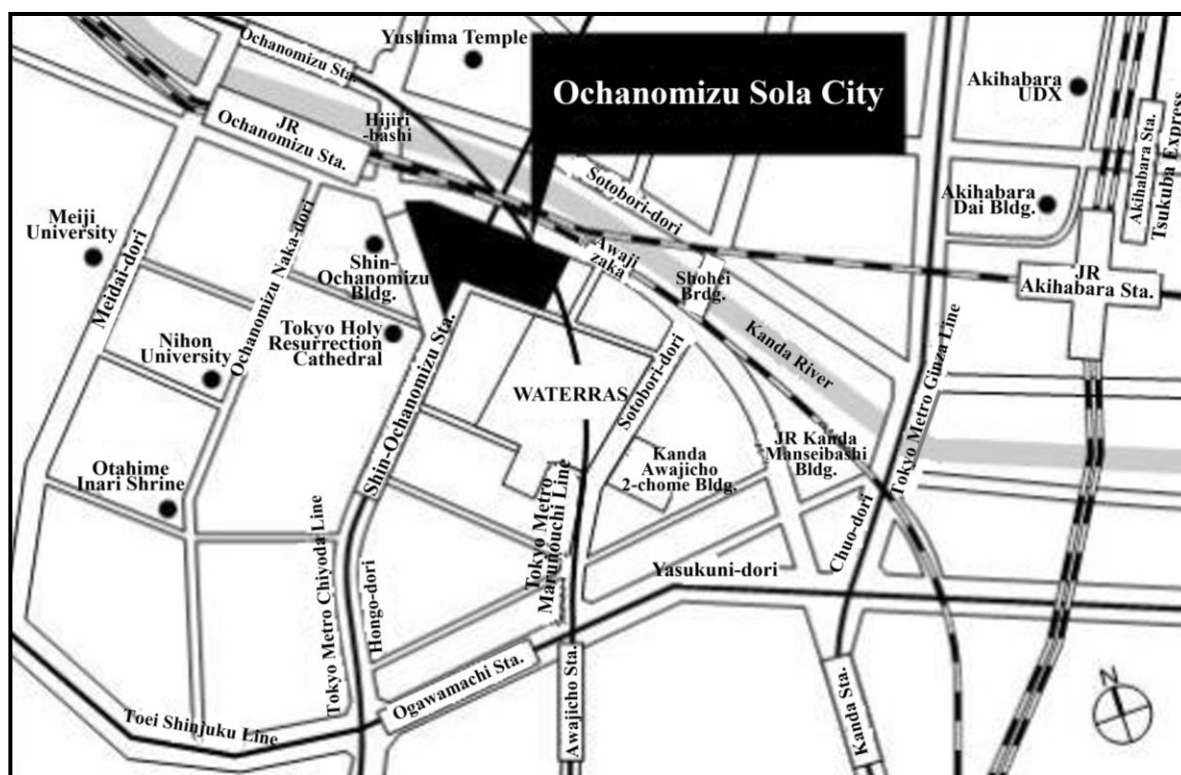 Ochanomizu Sta.
Yushima Temple
Ochanomizu Sola City
Akihabara
UDX
Akihabara Sta.
Tsukuba Express
JR
Ochanomizu Sta.
Hijiri
-bashi
Sotobori-dori
Akihabara
Dai Bldg.
Meiji
University
Meidai-dori
Ochanomizu Naka-dori
Shin-
Ochanomizu
Bldg.
Awaji
zaka
Shohei
Brdg.
JR
Akihabara Sta.
Nihon
University
Tokyo Holy
Resurrection
Cathedral
Shin-Ochanomizu Sta.
WATERRAS
Sotobori-dori
Kanda River
Tokyo Metro Ginza Line
Otahime
Inari Shrine
Kanda
Awajicho
2-chome Bldg.
JR Kanda
Manseibashi
Bldg.
Tokyo Metro Chiyoda Line
Hongo-dori
Tokyo Metro
Marunouchi Line
Yasukuni-dori
Chuo-dori
Toei Shinjuku Line
Ogawamachi Sta.
Awajicho Sta.
Kanda Sta.
N